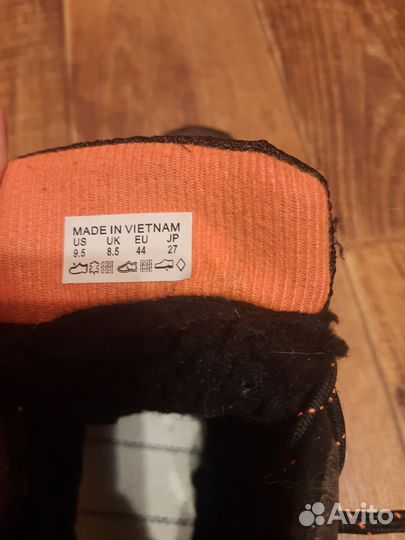 MADE IN VIETNAM
US UK EU JP
9.5 8.5 44 27
Avito